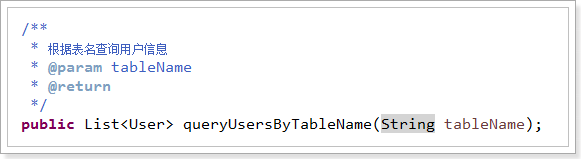 /**
 * 根据表名查询用户信息
 * @param tableName
 * @return
 */
public List<User> queryUsersByTableName(String tableName);